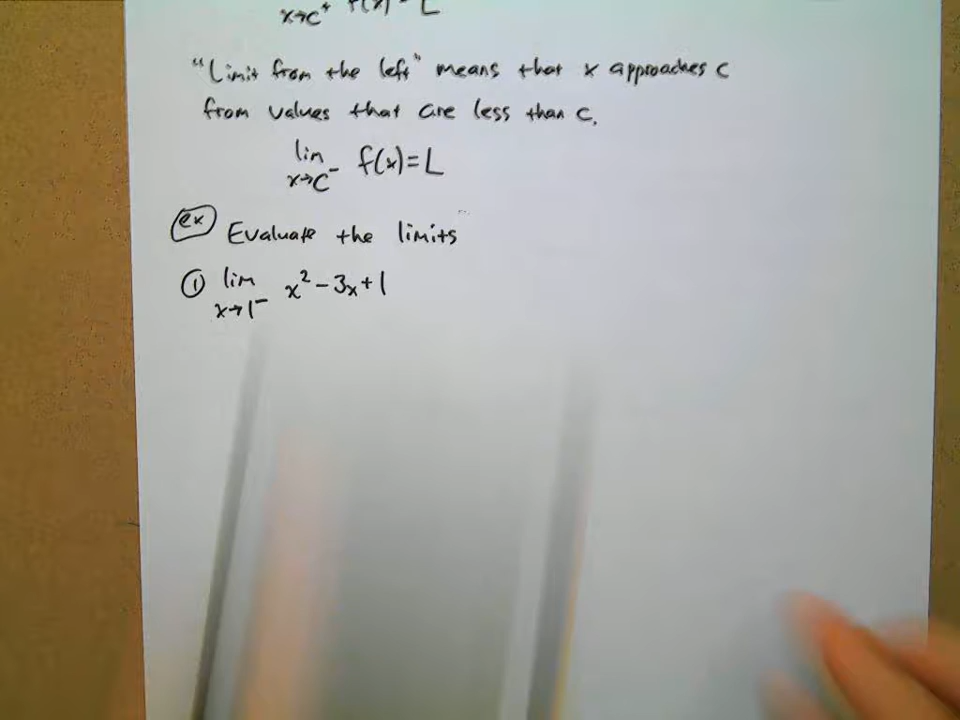 lim x→c⁺ f(x) = L
"Limit from the left" means that x approaches c
from values that are less than c.
lim x→c⁻ f(x) = L
ex Evaluate the limits
① lim x→1⁻ x² - 3x + 1